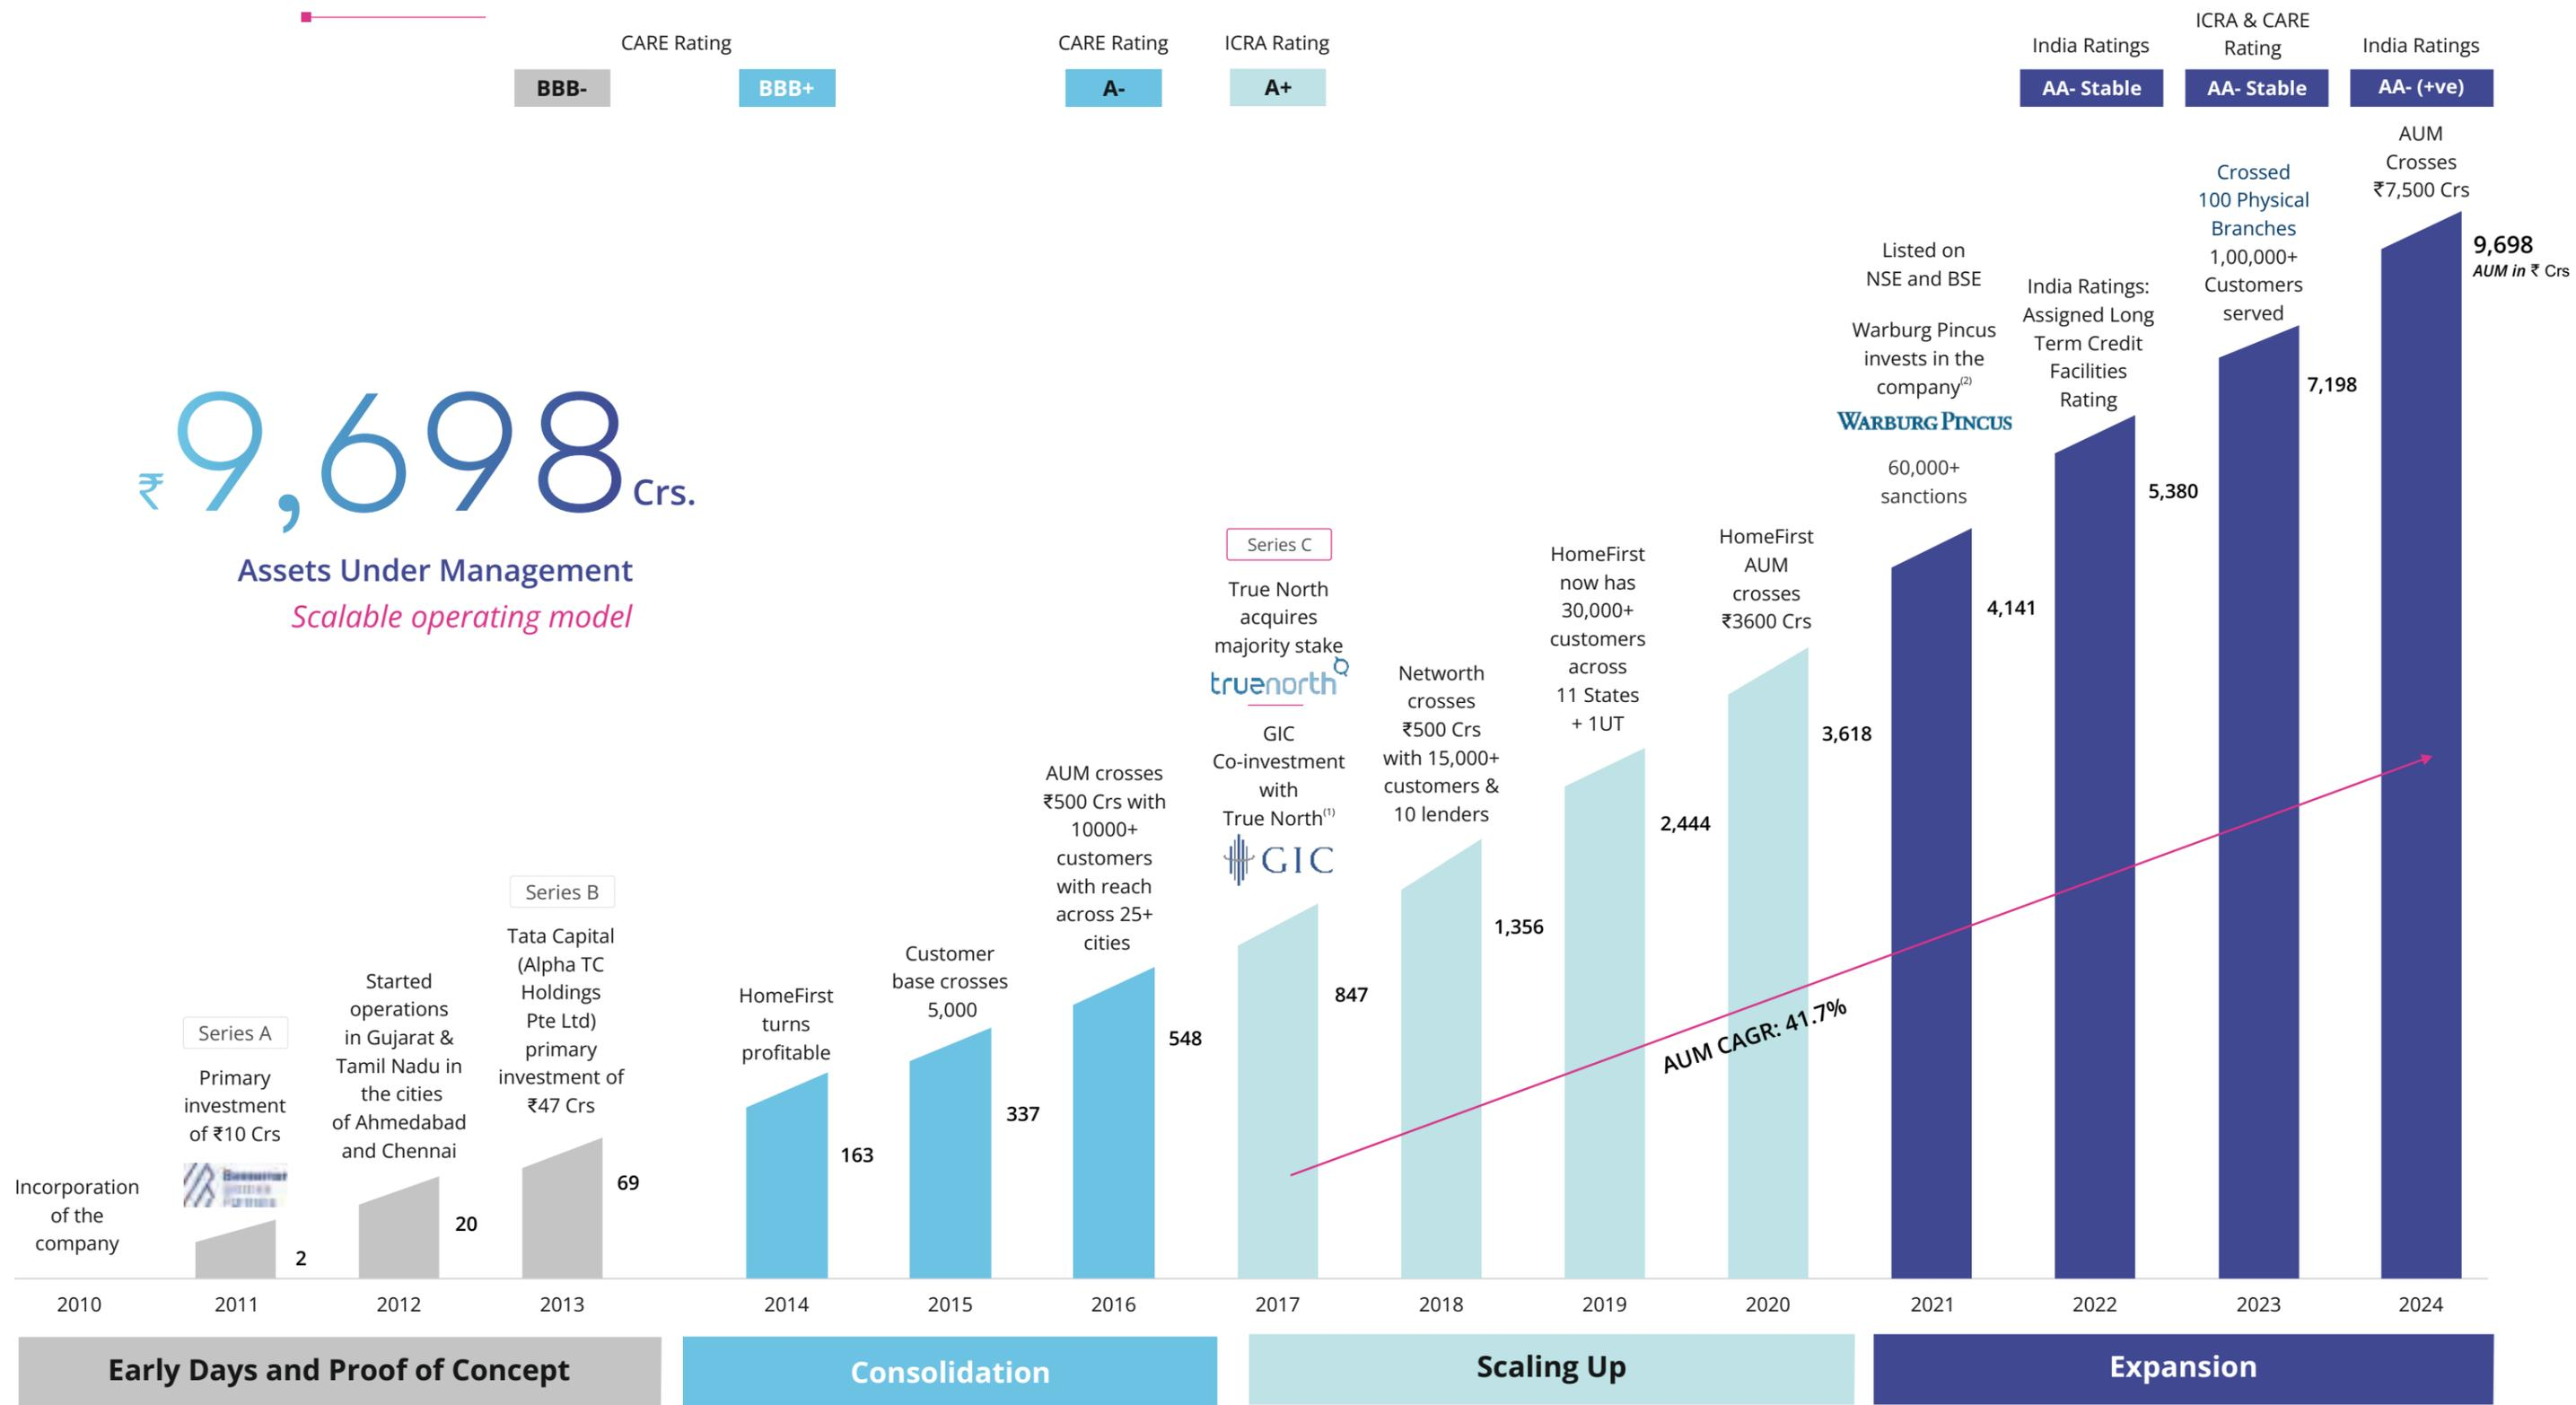 CARE Rating
BBB-
BBB+
CARE Rating
A-
ICRA Rating
A+
India Ratings
AA- Stable
ICRA & CARE
Rating
AA- Stable
India Ratings
AA- (+ve)
₹9,698 Crs.
Assets Under Management
Scalable operating model
Incorporation
of the
company
2010
Series A
Primary
investment
of ₹10 Crs
2
2011
Started
operations
in Gujarat &
Tamil Nadu in
the cities
of Ahmedabad
and Chennai
20
2012
Series B
Tata Capital
(Alpha TC
Holdings
Pte Ltd)
primary
investment of
₹47 Crs
69
2013
HomeFirst
turns
profitable
163
2014
Customer
base crosses
5,000
337
2015
AUM crosses
₹500 Crs with
10000+
customers
with reach
across 25+
cities
548
2016
Series C
True North
acquires
majority stake
truenorth
GIC
Co-investment
with
True North(1)
GIC
847
2017
Networth
crosses
₹500 Crs
with 15,000+
customers &
10 lenders
1,356
2018
HomeFirst
now has
30,000+
customers
across
11 States
+ 1UT
2,444
2019
HomeFirst
AUM
crosses
₹3600 Crs
3,618
2020
Listed on
NSE and BSE
Warburg Pincus
invests in the
company(2)
WARBURG PINCUS
60,000+
sanctions
4,141
2021
India Ratings:
Assigned Long
Term Credit
Facilities
Rating
5,380
2022
Crossed
100 Physical
Branches
1,00,000+
Customers
served
7,198
2023
AUM
Crosses
₹7,500 Crs
9,698
AUM in ₹ Crs
2024
AUM CAGR: 41.7%
Early Days and Proof of Concept
Consolidation
Scaling Up
Expansion